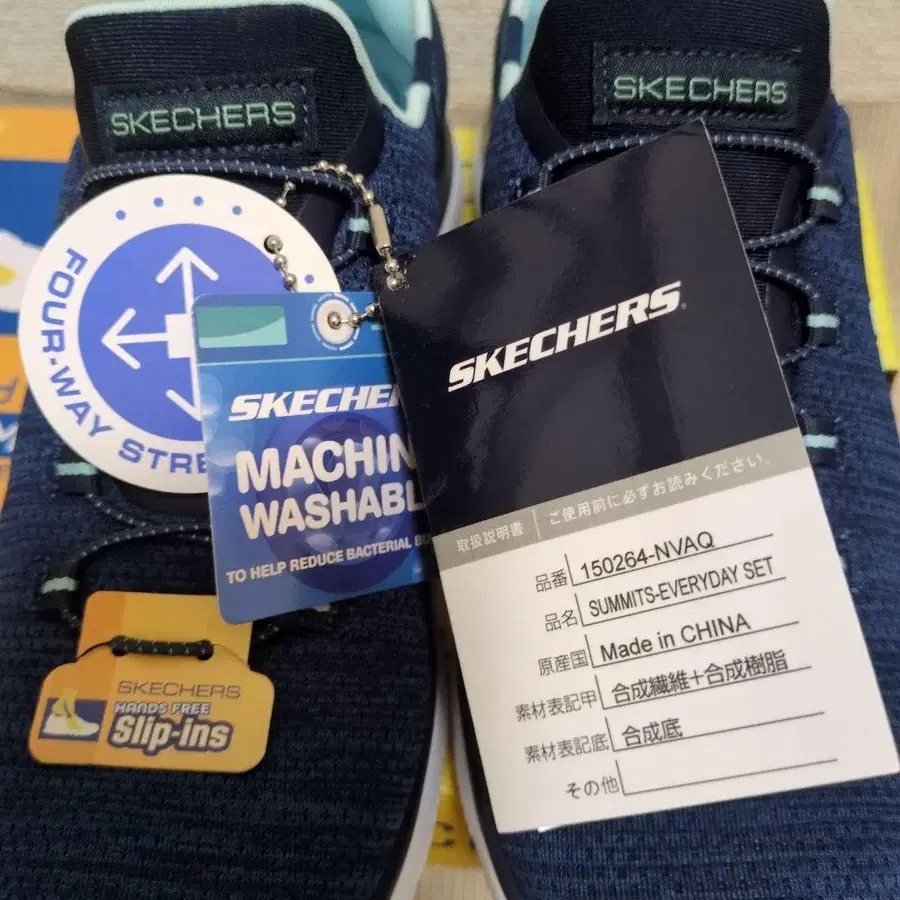 SKECHERS
SKECHERS
FOUR-WAY
SKECHERS
MACHIN
WASHABL
TO HELP REDUCE BACTERIAL
SKECHERS
HANDS FREE
Slip-ins
SKECHERS
取扱説明書 ご使用前に必ずお読みください。
品番 150264-NVAQ
品名 SUMMITS-EVERYDAY SET
原産国 Made in CHINA
素材表記甲 合成繊維+合成樹脂
素材表記底 合成底
その他